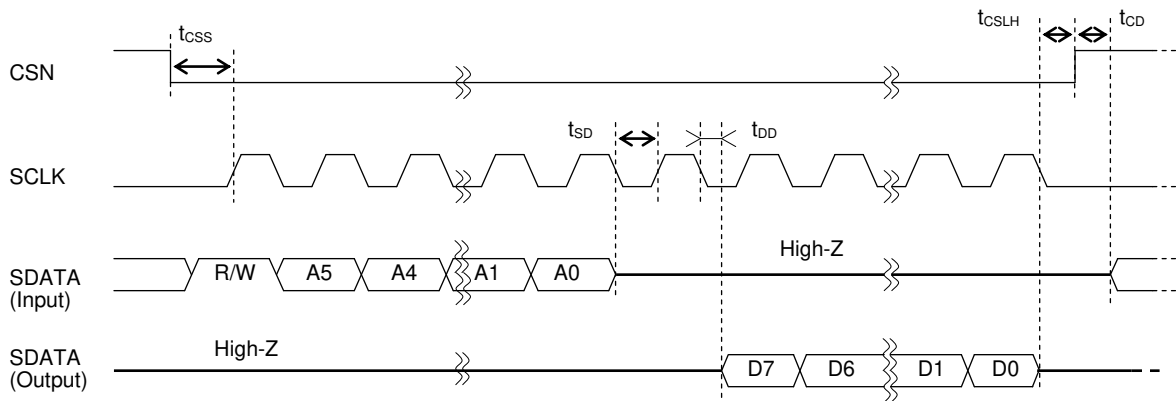 tCSS
tCSLH
tCD
CSN
tSD
tDD
SCLK
High-Z
SDATA
(Input)
R/W
A5
A4
A1
A0
High-Z
SDATA
(Output)
D7
D6
D1
D0